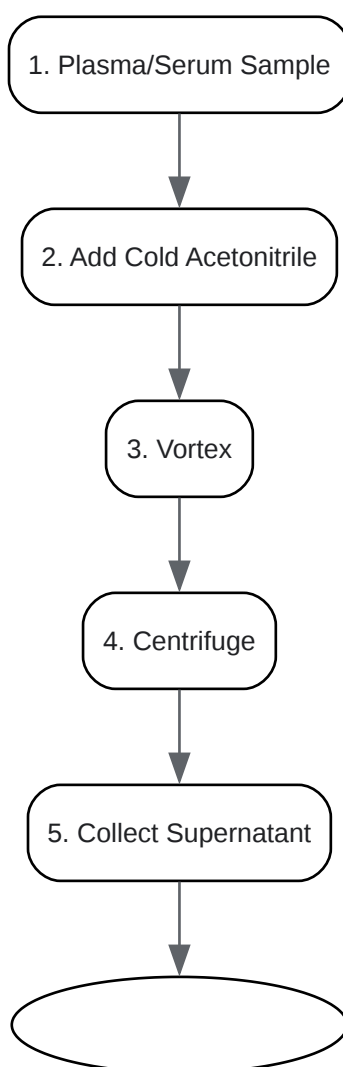 1. Plasma/Serum Sample
2. Add Cold Acetonitrile
3. Vortex
4. Centrifuge
5. Collect Supernatant